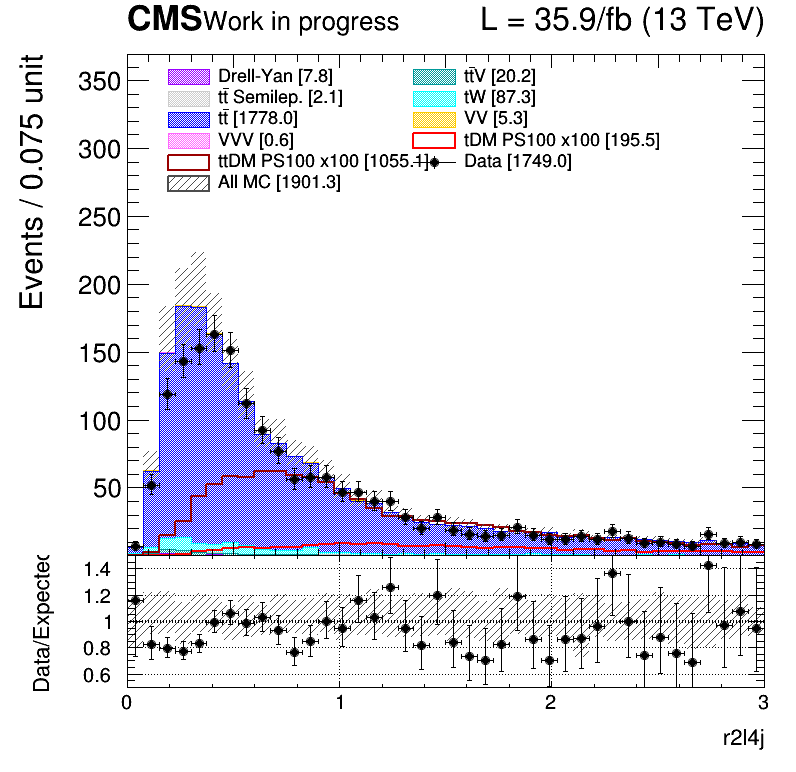 CMS Work in progress L = 35.9/fb (13 TeV)
Events / 0.075 unit
350
300
250
200
150
100
50
Drell-Yan [7.8] tt̄V [20.2]
tt̄ Semilep. [2.1] tW [87.3]
tt̄ [1778.0] VV [5.3]
VVV [0.6] tDM PS100 x100 [195.5]
ttDM PS100 x100 [1055.1] Data [1749.0]
All MC [1901.3]
Data/Expected
1.4
1.2
1
0.8
0.6
0 1 2 3
r2l4j